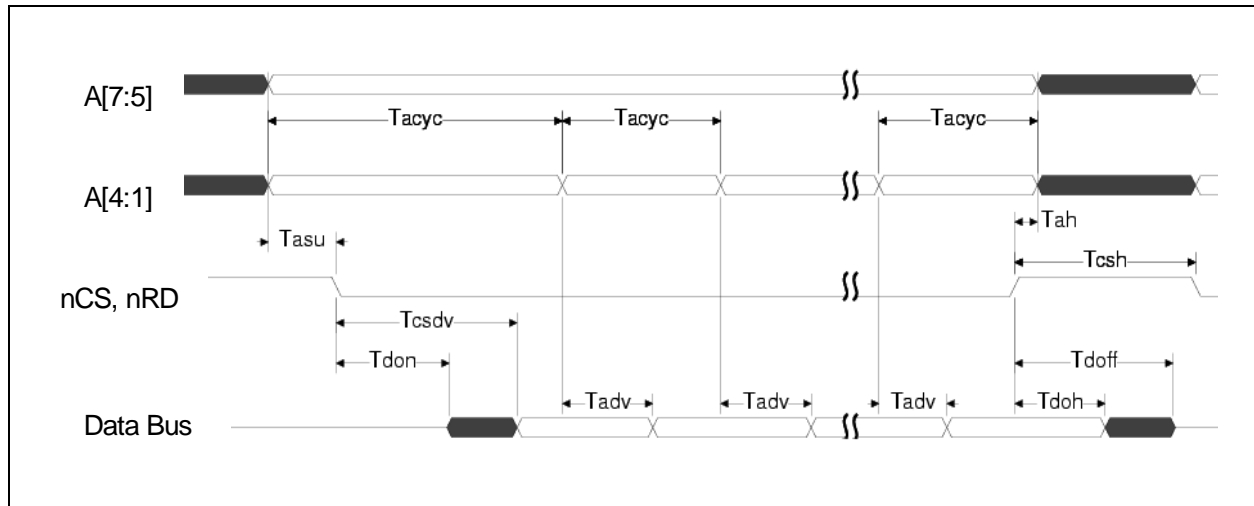 A[7:5]
Tacyc Tacyc Tacyc
A[4:1]
Tah
Tasu
Tcsh
nCS, nRD
Tcsdv
Tdon Tdoff
Tadv Tadv Tadv Tdoh
Data Bus